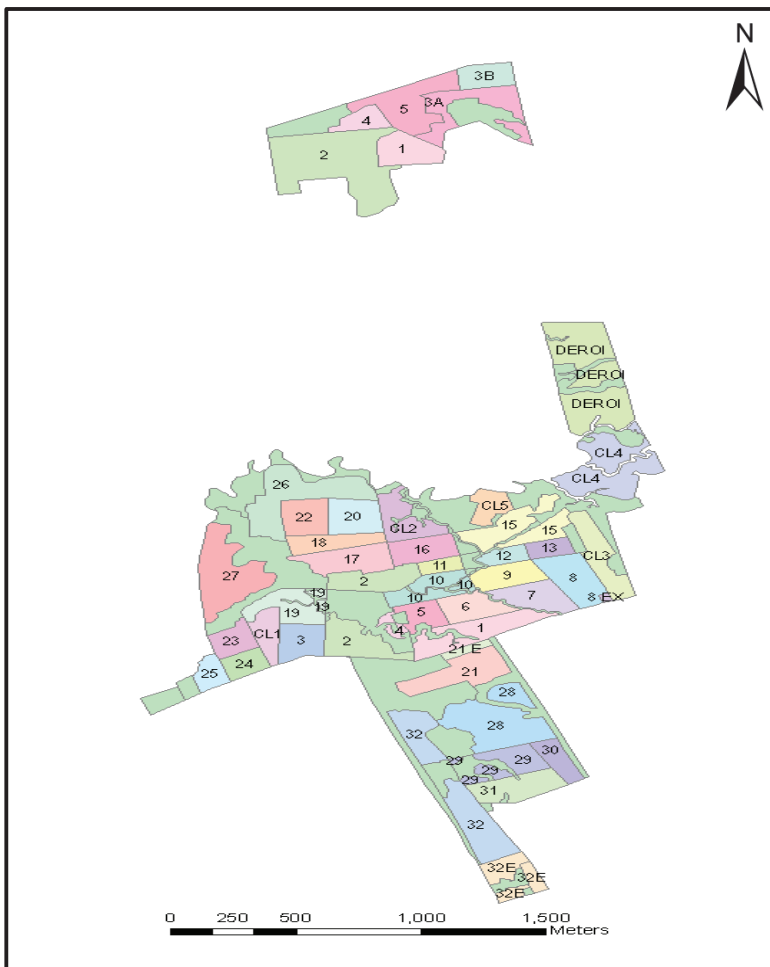 N
3B
5
3A
4
1
2
DEROI
DEROI
DEROI
CL4
CL4
26
CL5
22
20
CL2
15
15
18
16
12
13
CL3
17
11
27
2
10
10
9
8
19
10
7
8 EX
19
19
5
6
23
CL1
4
1
3
2
21 E
25
24
21
28
32
28
29
29
30
29
29
31
32
32E
32E
32E
0 250 500 1,000 1,500
Meters